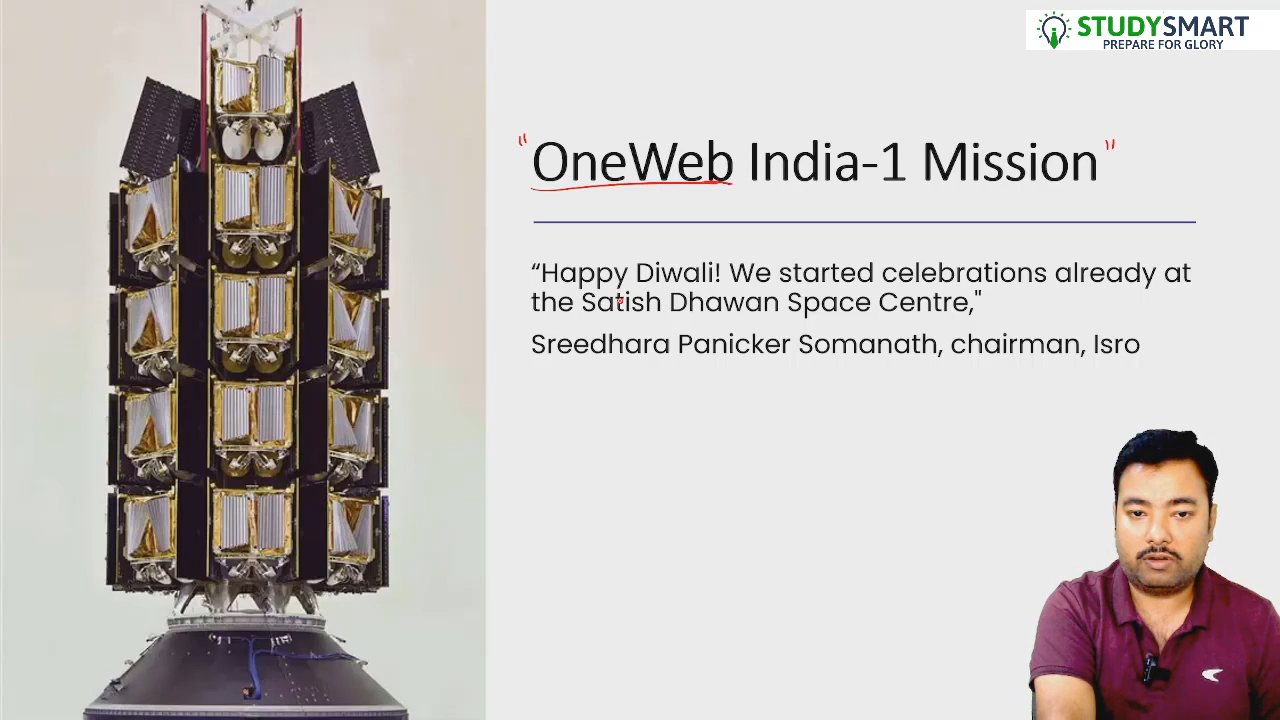 STUDYSMART
PREPARE FOR GLORY
"OneWeb India-1 Mission"
“Happy Diwali! We started celebrations already at
the Satish Dhawan Space Centre,"
Sreedhara Panicker Somanath, chairman, Isro